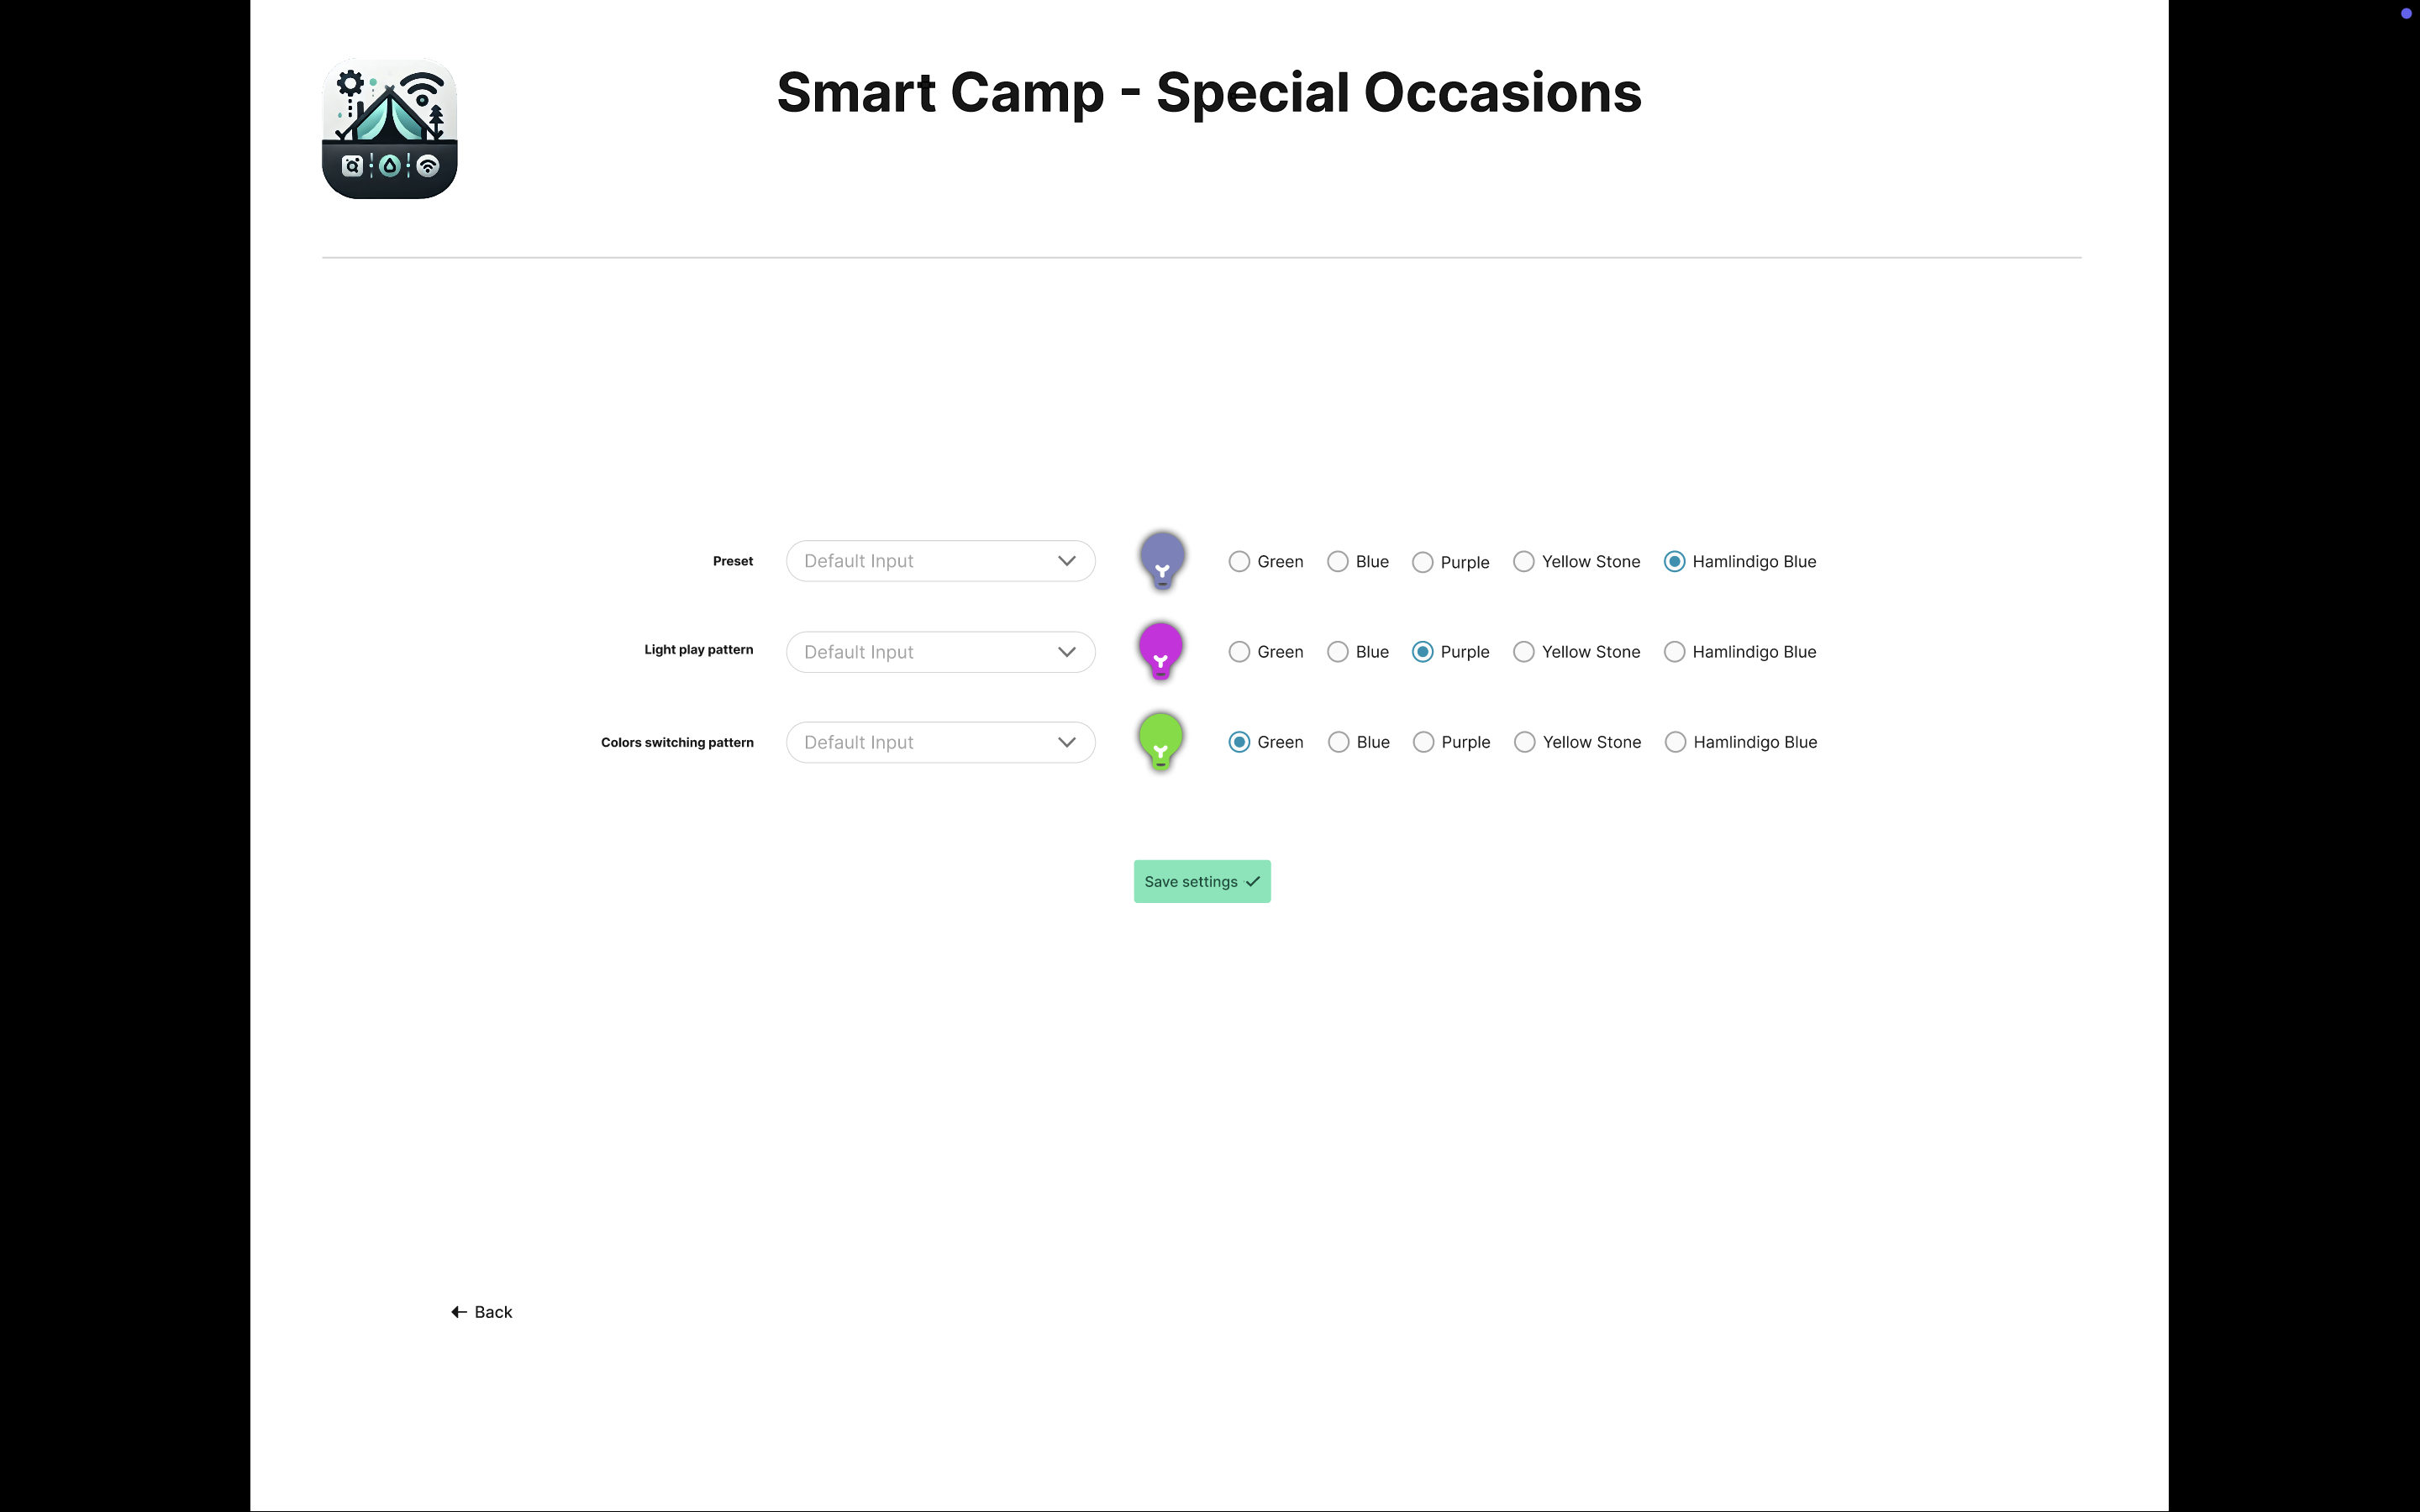 Smart Camp - Special Occasions
Preset Default Input Green Blue Purple Yellow Stone Hamlindigo Blue
Light play pattern Default Input Green Blue Purple Yellow Stone Hamlindigo Blue
Colors switching pattern Default Input Green Blue Purple Yellow Stone Hamlindigo Blue
Save settings
Back